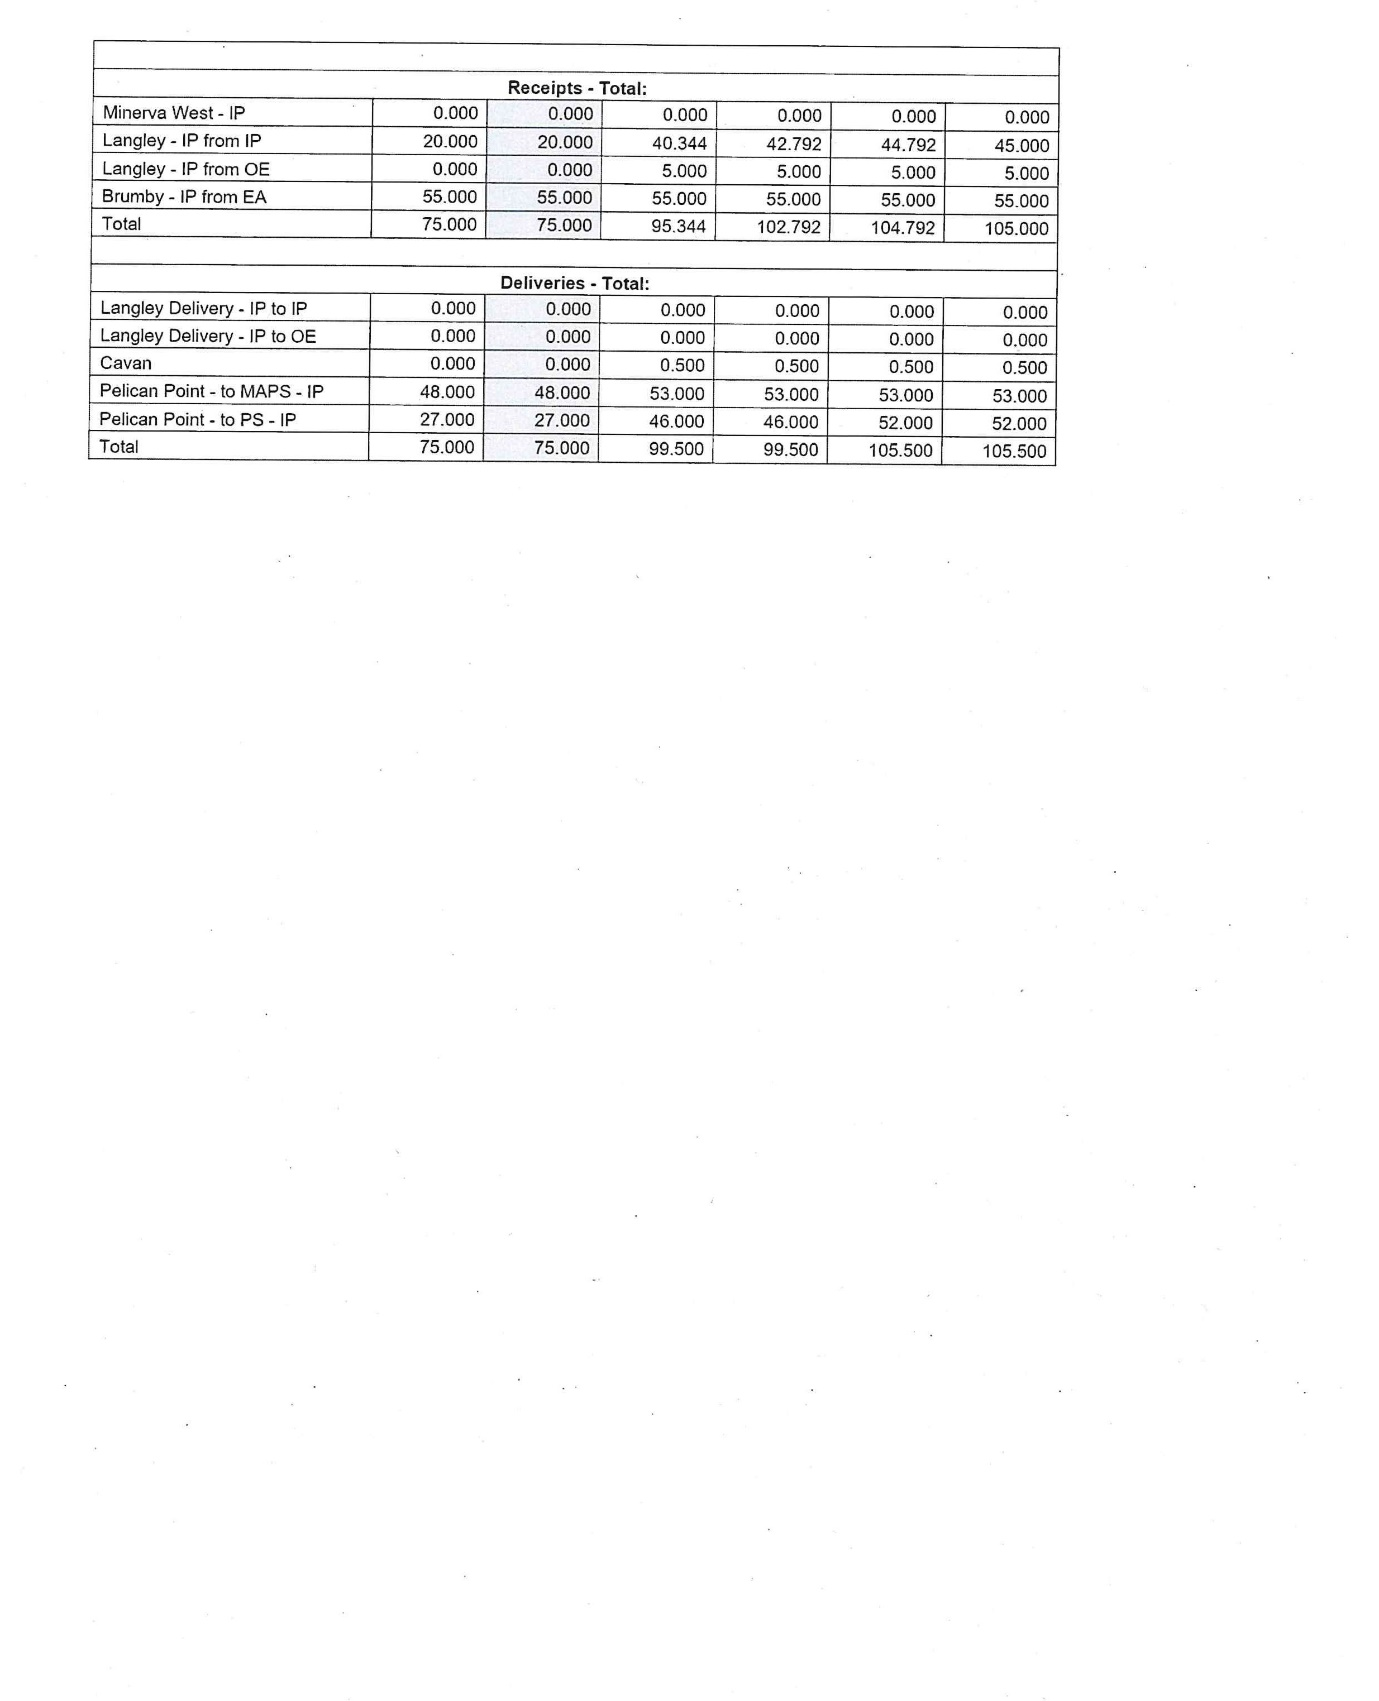 Receipts - Total:
Minerva West - IP 0.000 0.000 0.000 0.000 0.000 0.000
Langley - IP from IP 20.000 20.000 40.344 42.792 44.792 45.000
Langley - IP from OE 0.000 0.000 5.000 5.000 5.000 5.000
Brumby - IP from EA 55.000 55.000 55.000 55.000 55.000 55.000
Total 75.000 75.000 95.344 102.792 104.792 105.000
Deliveries - Total:
Langley Delivery - IP to IP 0.000 0.000 0.000 0.000 0.000 0.000
Langley Delivery - IP to OE 0.000 0.000 0.000 0.000 0.000 0.000
Cavan 0.000 0.000 0.500 0.500 0.500 0.500
Pelican Point - to MAPS - IP 48.000 48.000 53.000 53.000 53.000 53.000
Pelican Point - to PS - IP 27.000 27.000 46.000 46.000 52.000 52.000
Total 75.000 75.000 99.500 99.500 105.500 105.500